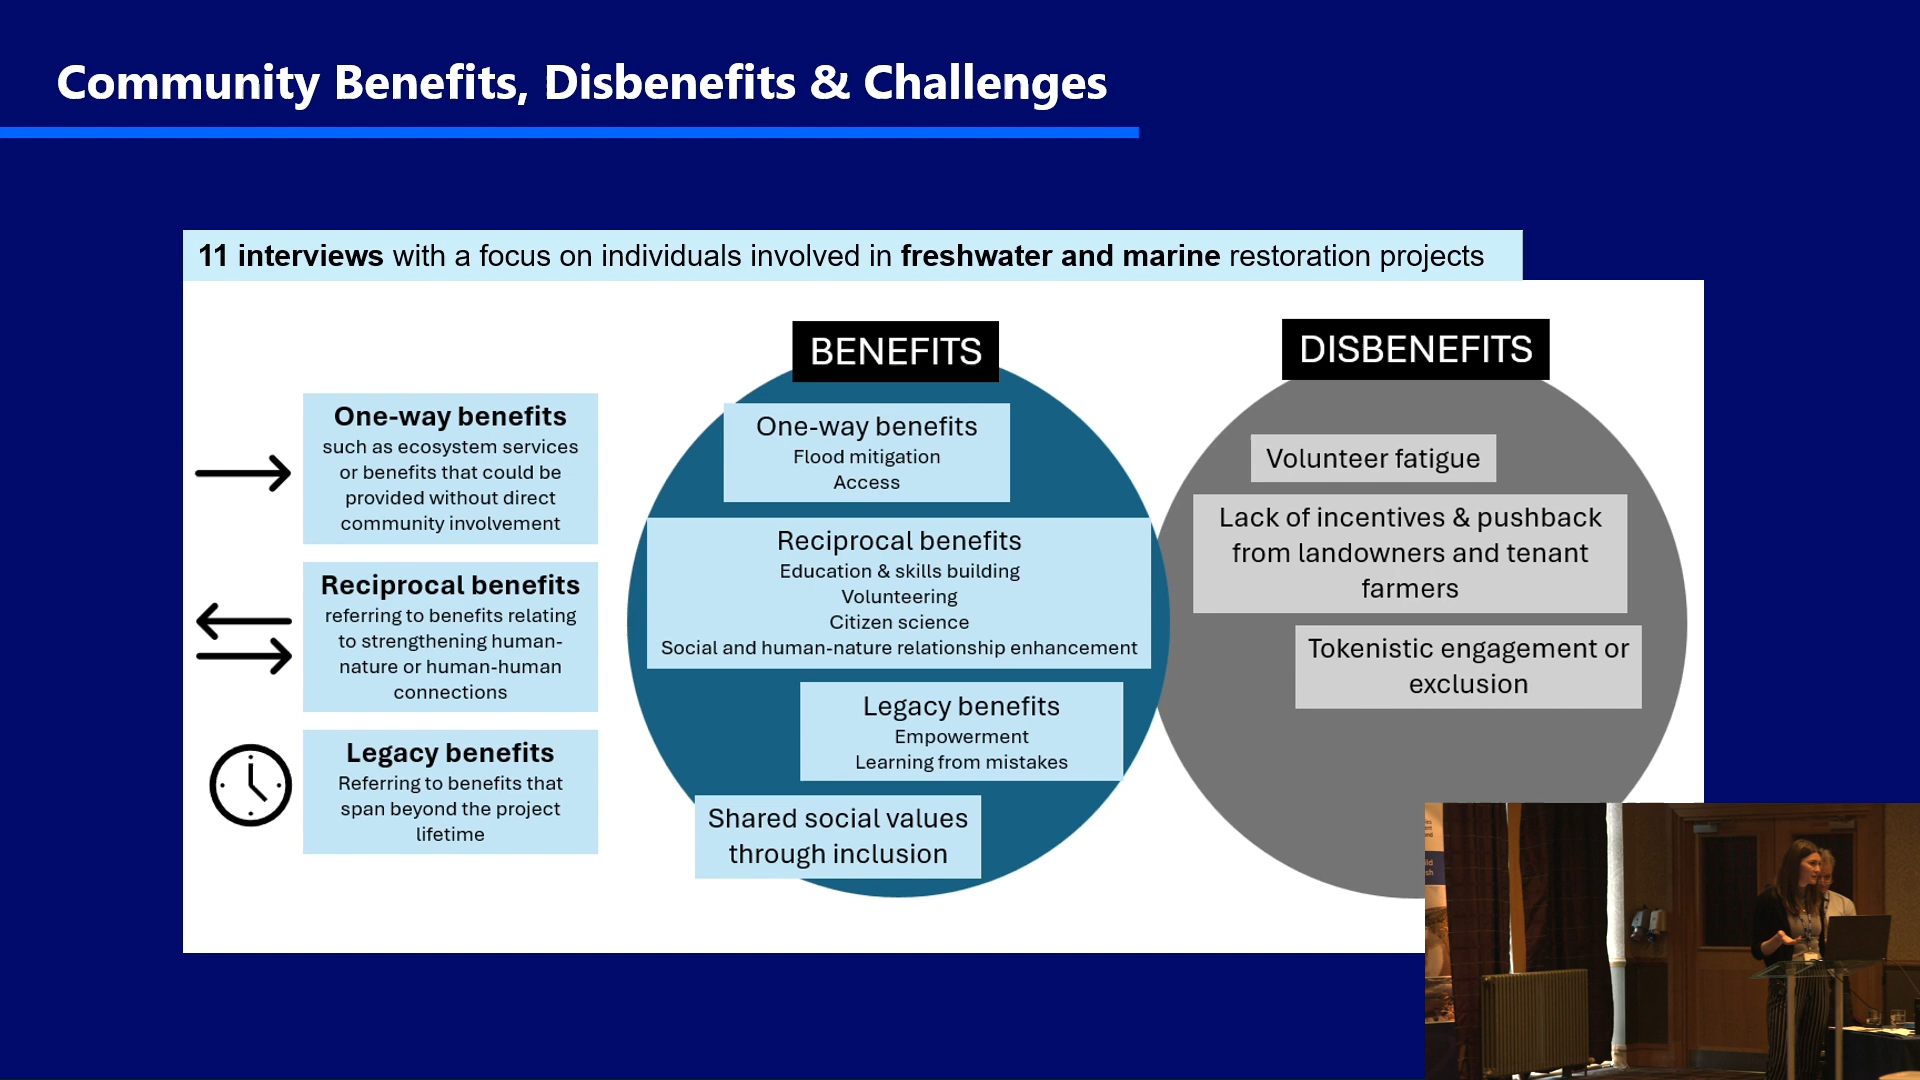 Community Benefits, Disbenefits & Challenges
11 interviews with a focus on individuals involved in freshwater and marine restoration projects
One-way benefits
such as ecosystem services
or benefits that could be
provided without direct
community involvement
Reciprocal benefits
referring to benefits relating
to strengthening human-
nature or human-human
connections
Legacy benefits
Referring to benefits that
span beyond the project
lifetime
BENEFITS
One-way benefits
Flood mitigation
Access
Reciprocal benefits
Education & skills building
Volunteering
Citizen science
Social and human-nature relationship enhancement
Legacy benefits
Empowerment
Learning from mistakes
Shared social values
through inclusion
DISBENEFITS
Volunteer fatigue
Lack of incentives & pushback
from landowners and tenant
farmers
Tokenistic engagement or
exclusion